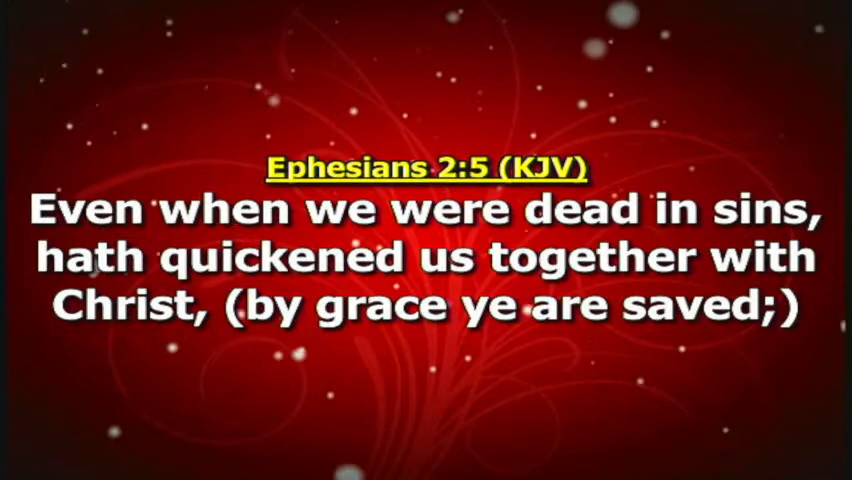 Ephesians 2:5 (KJV)
Even when we were dead in sins,
hath quickened us together with
Christ, (by grace ye are saved;)